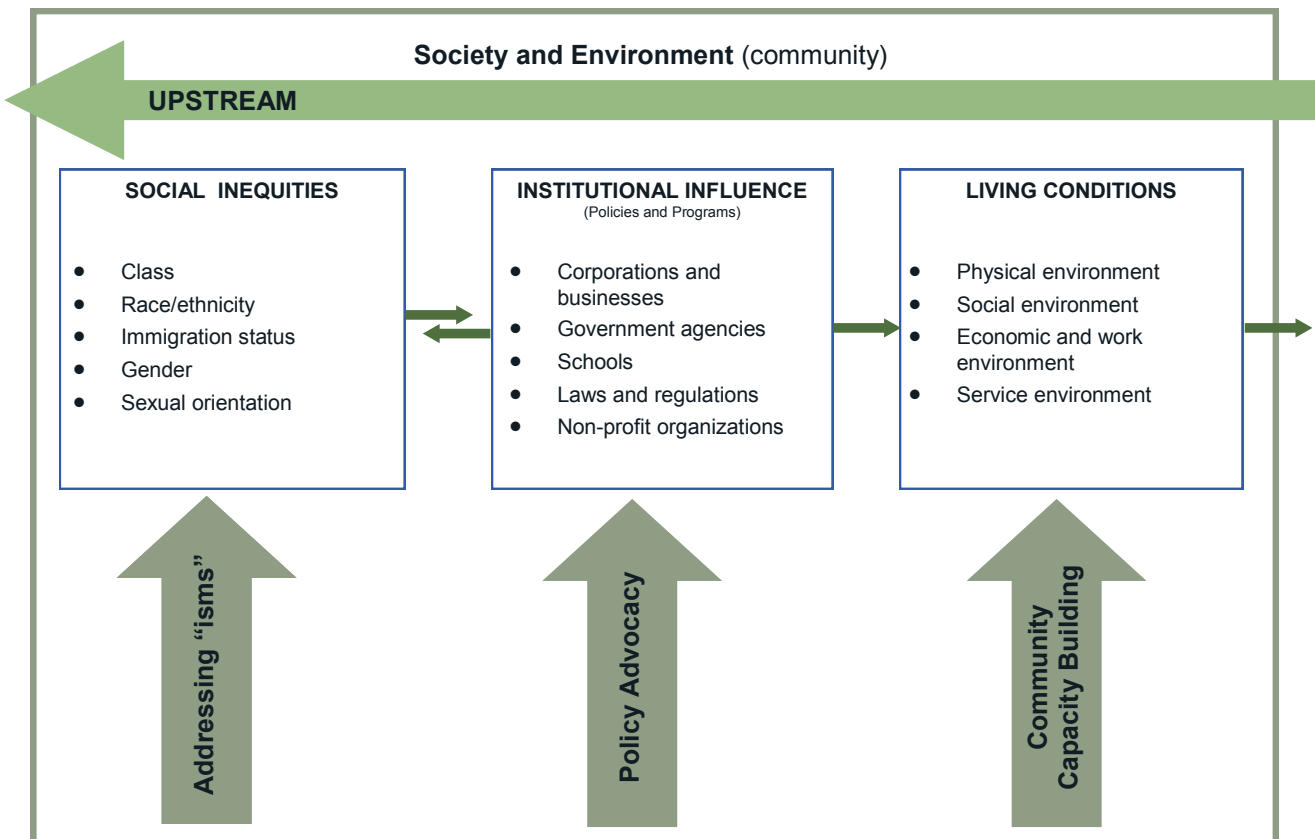 Society and Environment (community)
UPSTREAM
SOCIAL INEQUITIES
• Class
• Race/ethnicity
• Immigration status
• Gender
• Sexual orientation
INSTITUTIONAL INFLUENCE
(Policies and Programs)
• Corporations and
businesses
• Government agencies
• Schools
• Laws and regulations
• Non-profit organizations
LIVING CONDITIONS
• Physical environment
• Social environment
• Economic and work
environment
• Service environment
Addressing “isms”
Policy Advocacy
Community
Capacity Building